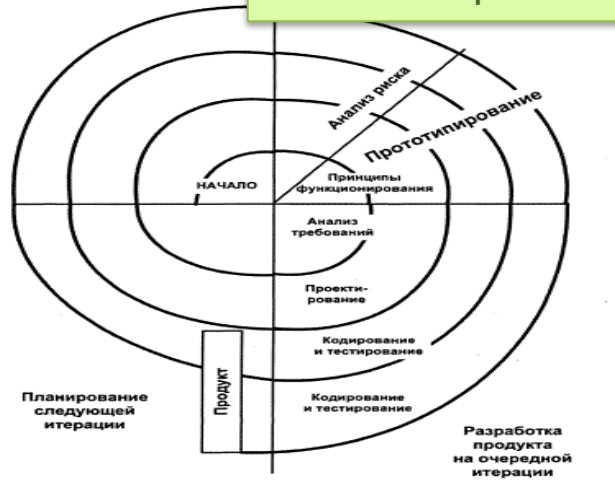 Анализ риска
Прототипирование
НАЧАЛО
Принципы
функционирования
Анализ
требований
Проекти-
рование
Кодирование
и тестирование
Продукт
Кодирование
и тестирование
Планирование
следующей
итерации
Разработка
продукта
на очередной
итерации